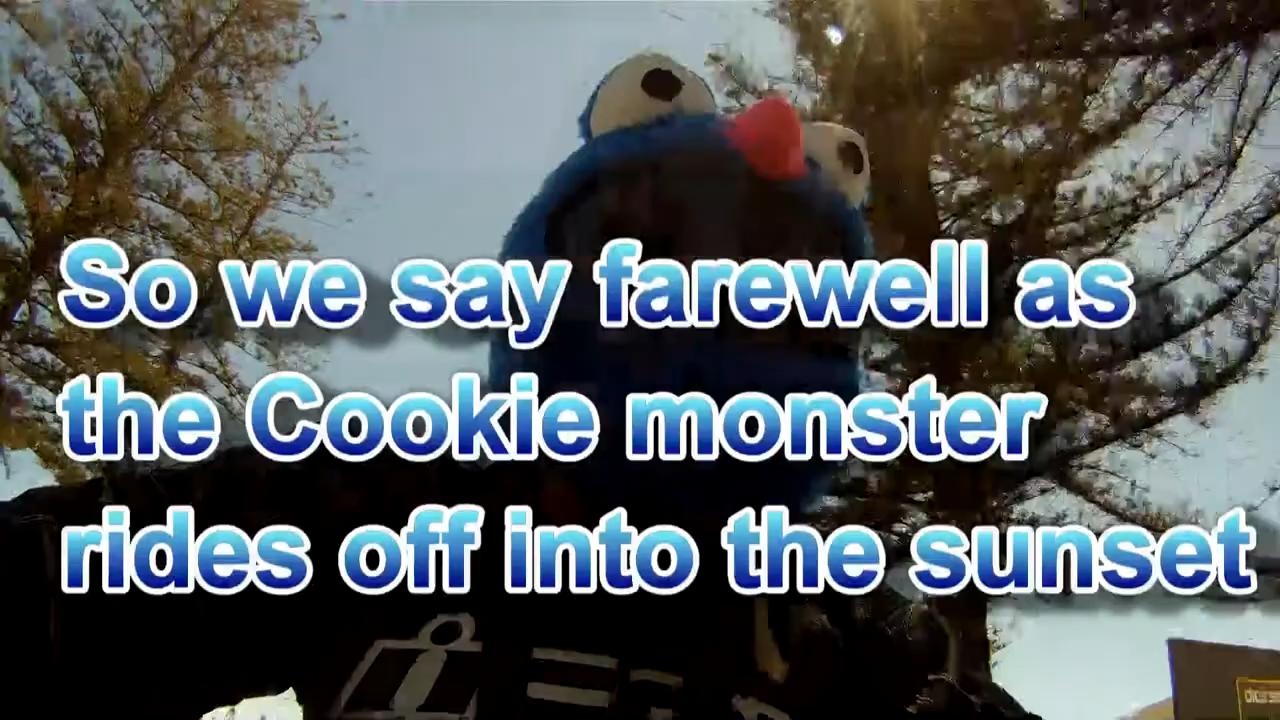 So we say farewell as
the Cookie monster
rides off into the sunset